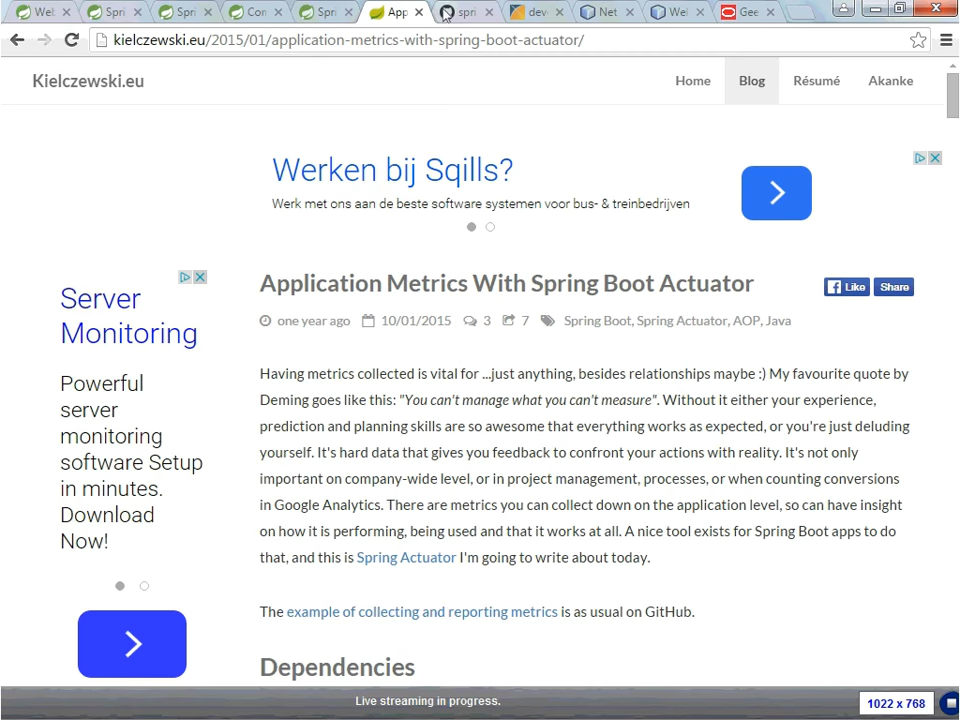 Wel
Spri
Spri
Con
Spri
App
spri
dev
Net
Wel
Gee
kielczewski.eu/2015/01/application-metrics-with-spring-boot-actuator/
Kielczewski.eu
Home
Blog
Résumé
Akanke
Werken bij Sqills?
Werk met ons aan de beste software systemen voor bus- & treinbedrijven
Server
Monitoring
Powerful
server
monitoring
software Setup
in minutes.
Download
Now!
Application Metrics With Spring Boot Actuator
Like
Share
one year ago
10/01/2015
3
7
Spring Boot, Spring Actuator, AOP, Java
Having metrics collected is vital for ...just anything, besides relationships maybe :) My favourite quote by
Deming goes like this: "You can't manage what you can't measure". Without it either your experience,
prediction and planning skills are so awesome that everything works as expected, or you're just deluding
yourself. It's hard data that gives you feedback to confront your actions with reality. It's not only
important on company-wide level, or in project management, processes, or when counting conversions
in Google Analytics. There are metrics you can collect down on the application level, so can have insight
on how it is performing, being used and that it works at all. A nice tool exists for Spring Boot apps to do
that, and this is Spring Actuator I'm going to write about today.
The example of collecting and reporting metrics is as usual on GitHub.
Dependencies
Live streaming in progress.
1022 x 768